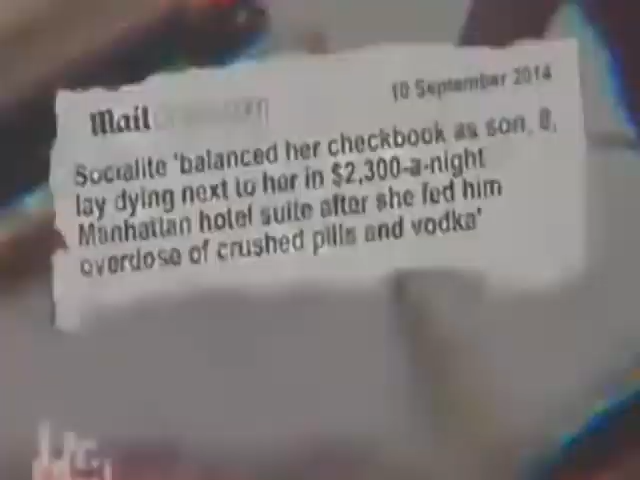 10 September 2014
Mail
Socialite 'balanced her checkbook as son, 8,
lay dying next to her in $2,300-a-night
Manhattan hotel suite after she fed him
overdose of crushed pills and vodka'
Dr.